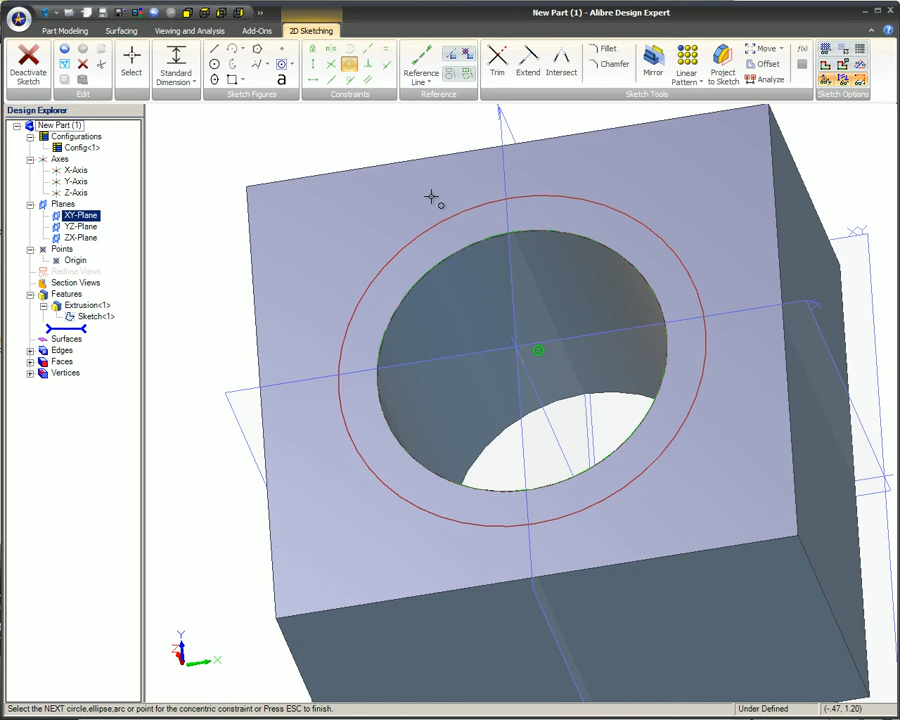 New Part (1) - Alibre Design Expert
Part Modeling Surfacing Viewing and Analysis Add-Ons 2D Sketching
Deactivate Sketch
Select
Standard Dimension
a
Reference Line
Trim
Extend
Intersect
Fillet
Chamfer
Mirror
Linear Pattern
Project to Sketch
Move
Offset
Analyze
f(x)
Edit Sketch Figures Constraints Reference Sketch Tools Sketch Options
Design Explorer
New Part (1)
Configurations
Config<1>
Axes
X-Axis
Y-Axis
Z-Axis
Planes
XY-Plane
YZ-Plane
ZX-Plane
Points
Origin
Redline Views
Section Views
Features
Extrusion<1>
Sketch<1>
Surfaces
Edges
Faces
Vertices
XY
Y
Z
X
Select the NEXT circle,ellipse,arc or point for the concentric constraint or Press ESC to finish.
Under Defined
(-.47, 1.20)